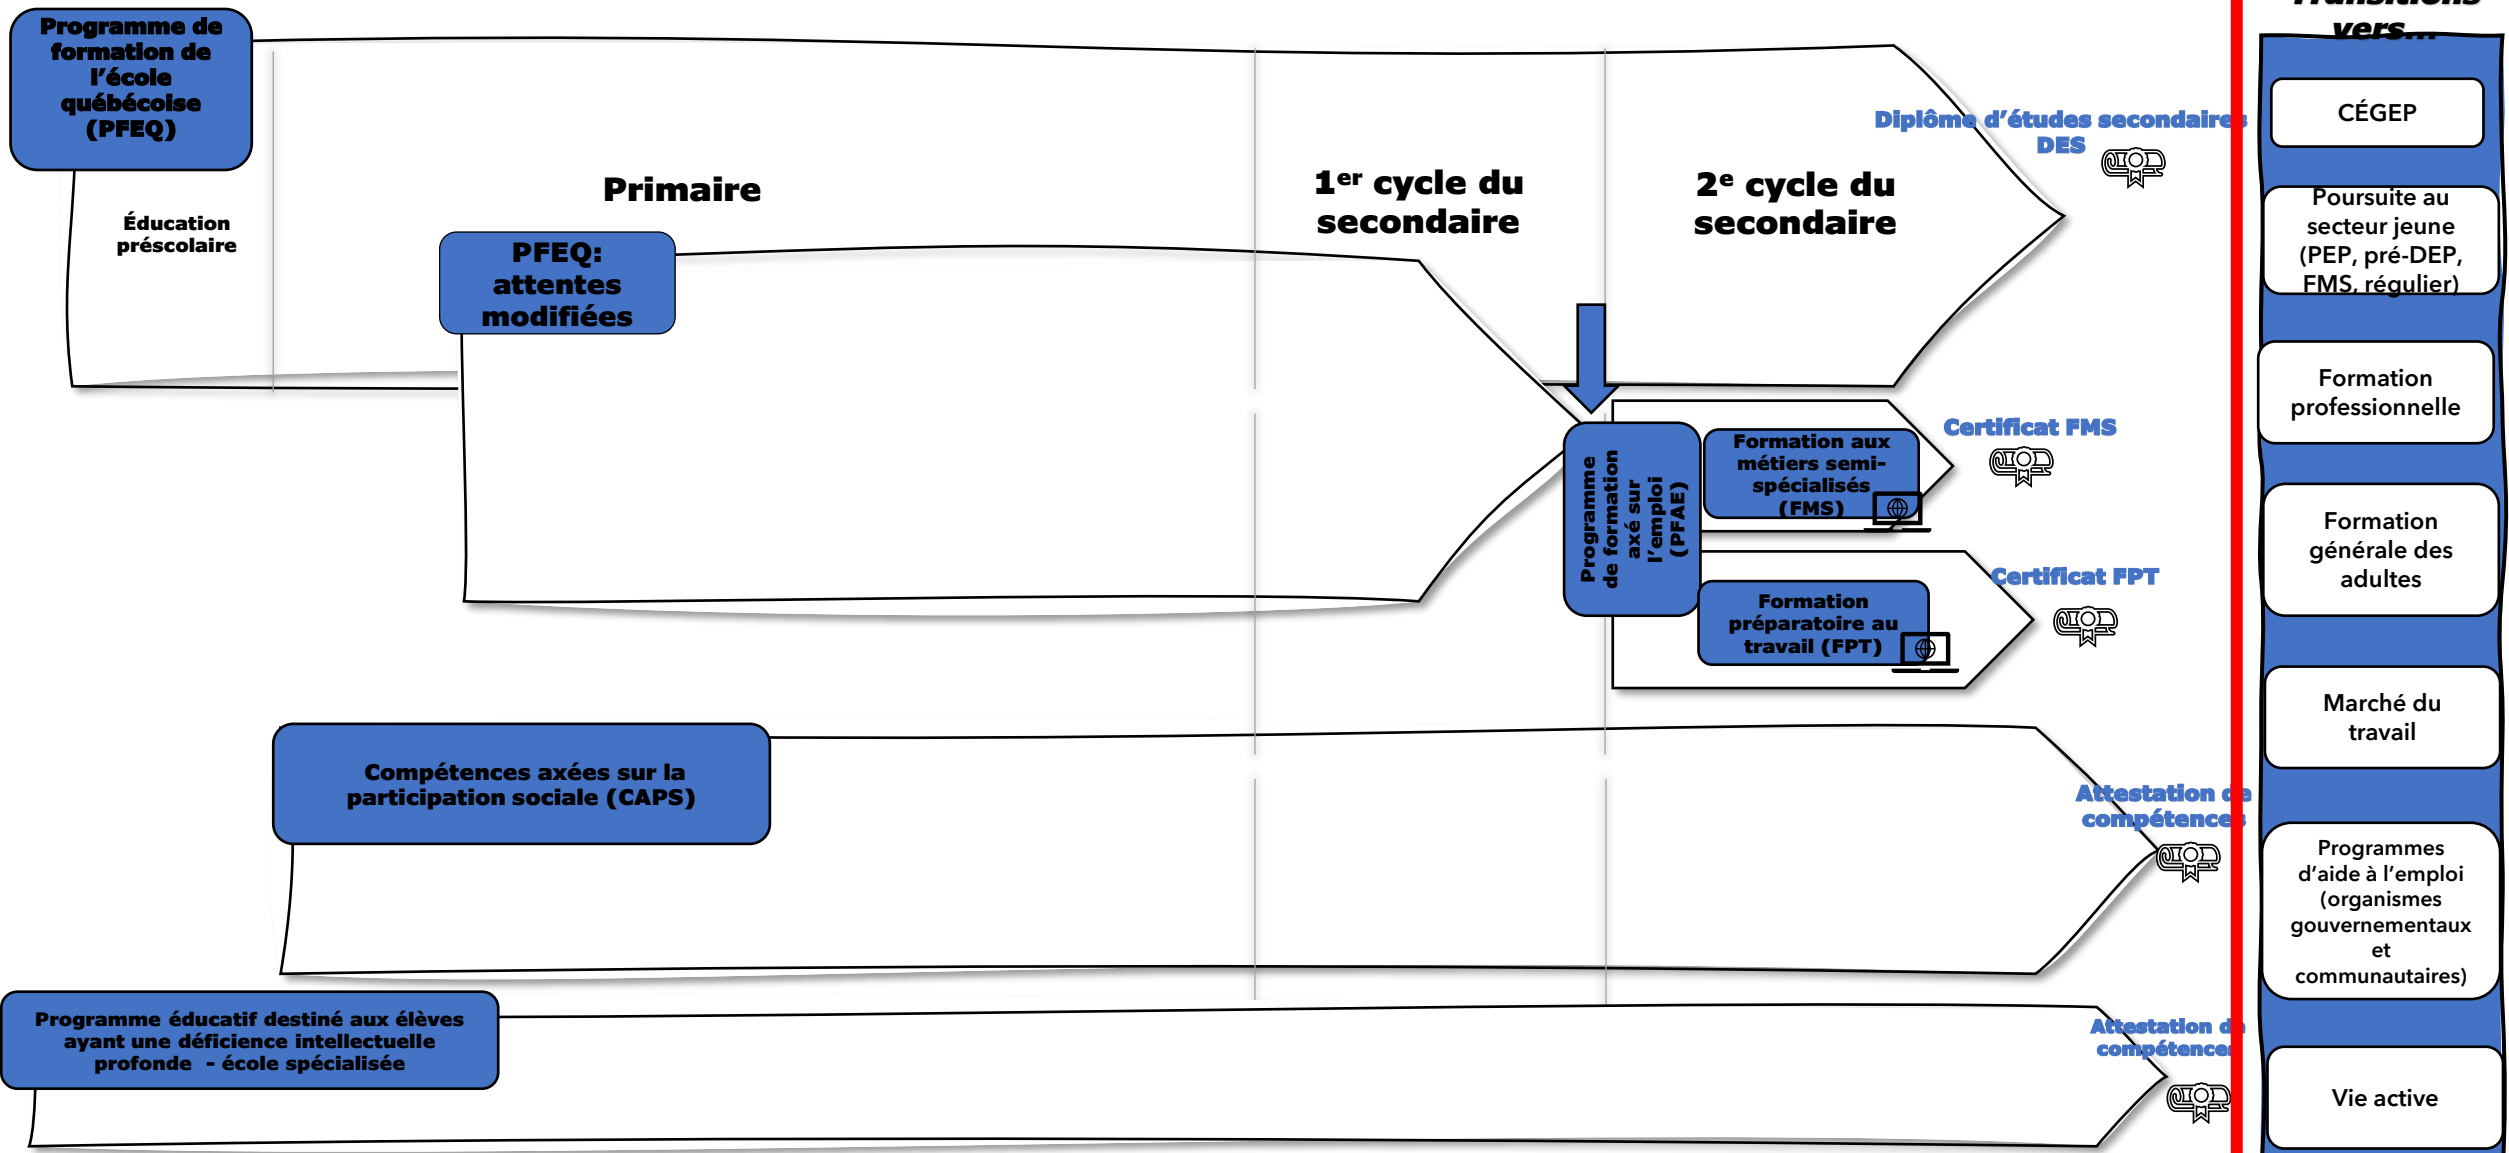 Programme de
formation de
l'école
québécoise
(PFEQ)
Éducation
préscolaire
Primaire
1er cycle du
secondaire
2e cycle du
secondaire
Diplôme d'études secondaires
DES
PFEQ:
attentes
modifiées
Programme
de formation
axé sur
l'emploi
(PFAE)
Formation aux
métiers semi-
spécialisés
(FMS)
Certificat FMS
Formation
préparatoire au
travail (FPT)
Certificat FPT
Compétences axées sur la
participation sociale (CAPS)
Attestation de
compétences
Programme éducatif destiné aux élèves
ayant une déficience intellectuelle
profonde - école spécialisée
Attestation de
compétences
Transitions
vers...
CÉGEP
Poursuite au
secteur jeune
(PEP, pré-DEP,
FMS, régulier)
Formation
professionnelle
Formation
générale des
adultes
Marché du
travail
Programmes
d'aide à l'emploi
(organismes
gouvernementaux
et
communautaires)
Vie active